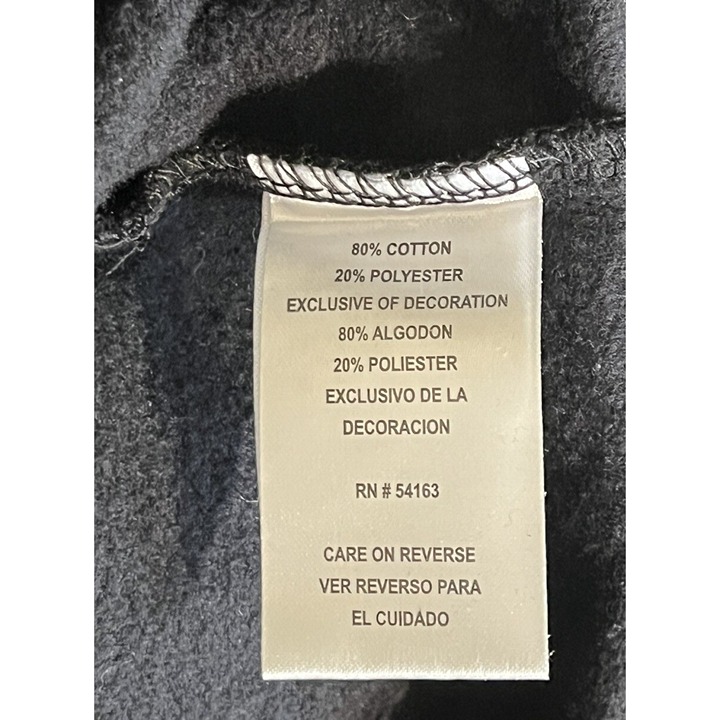 80% COTTON
20% POLYESTER
EXCLUSIVE OF DECORATION
80% ALGODON
20% POLIESTER
EXCLUSIVO DE LA
DECORACION
RN # 54163
CARE ON REVERSE
VER REVERSO PARA
EL CUIDADO